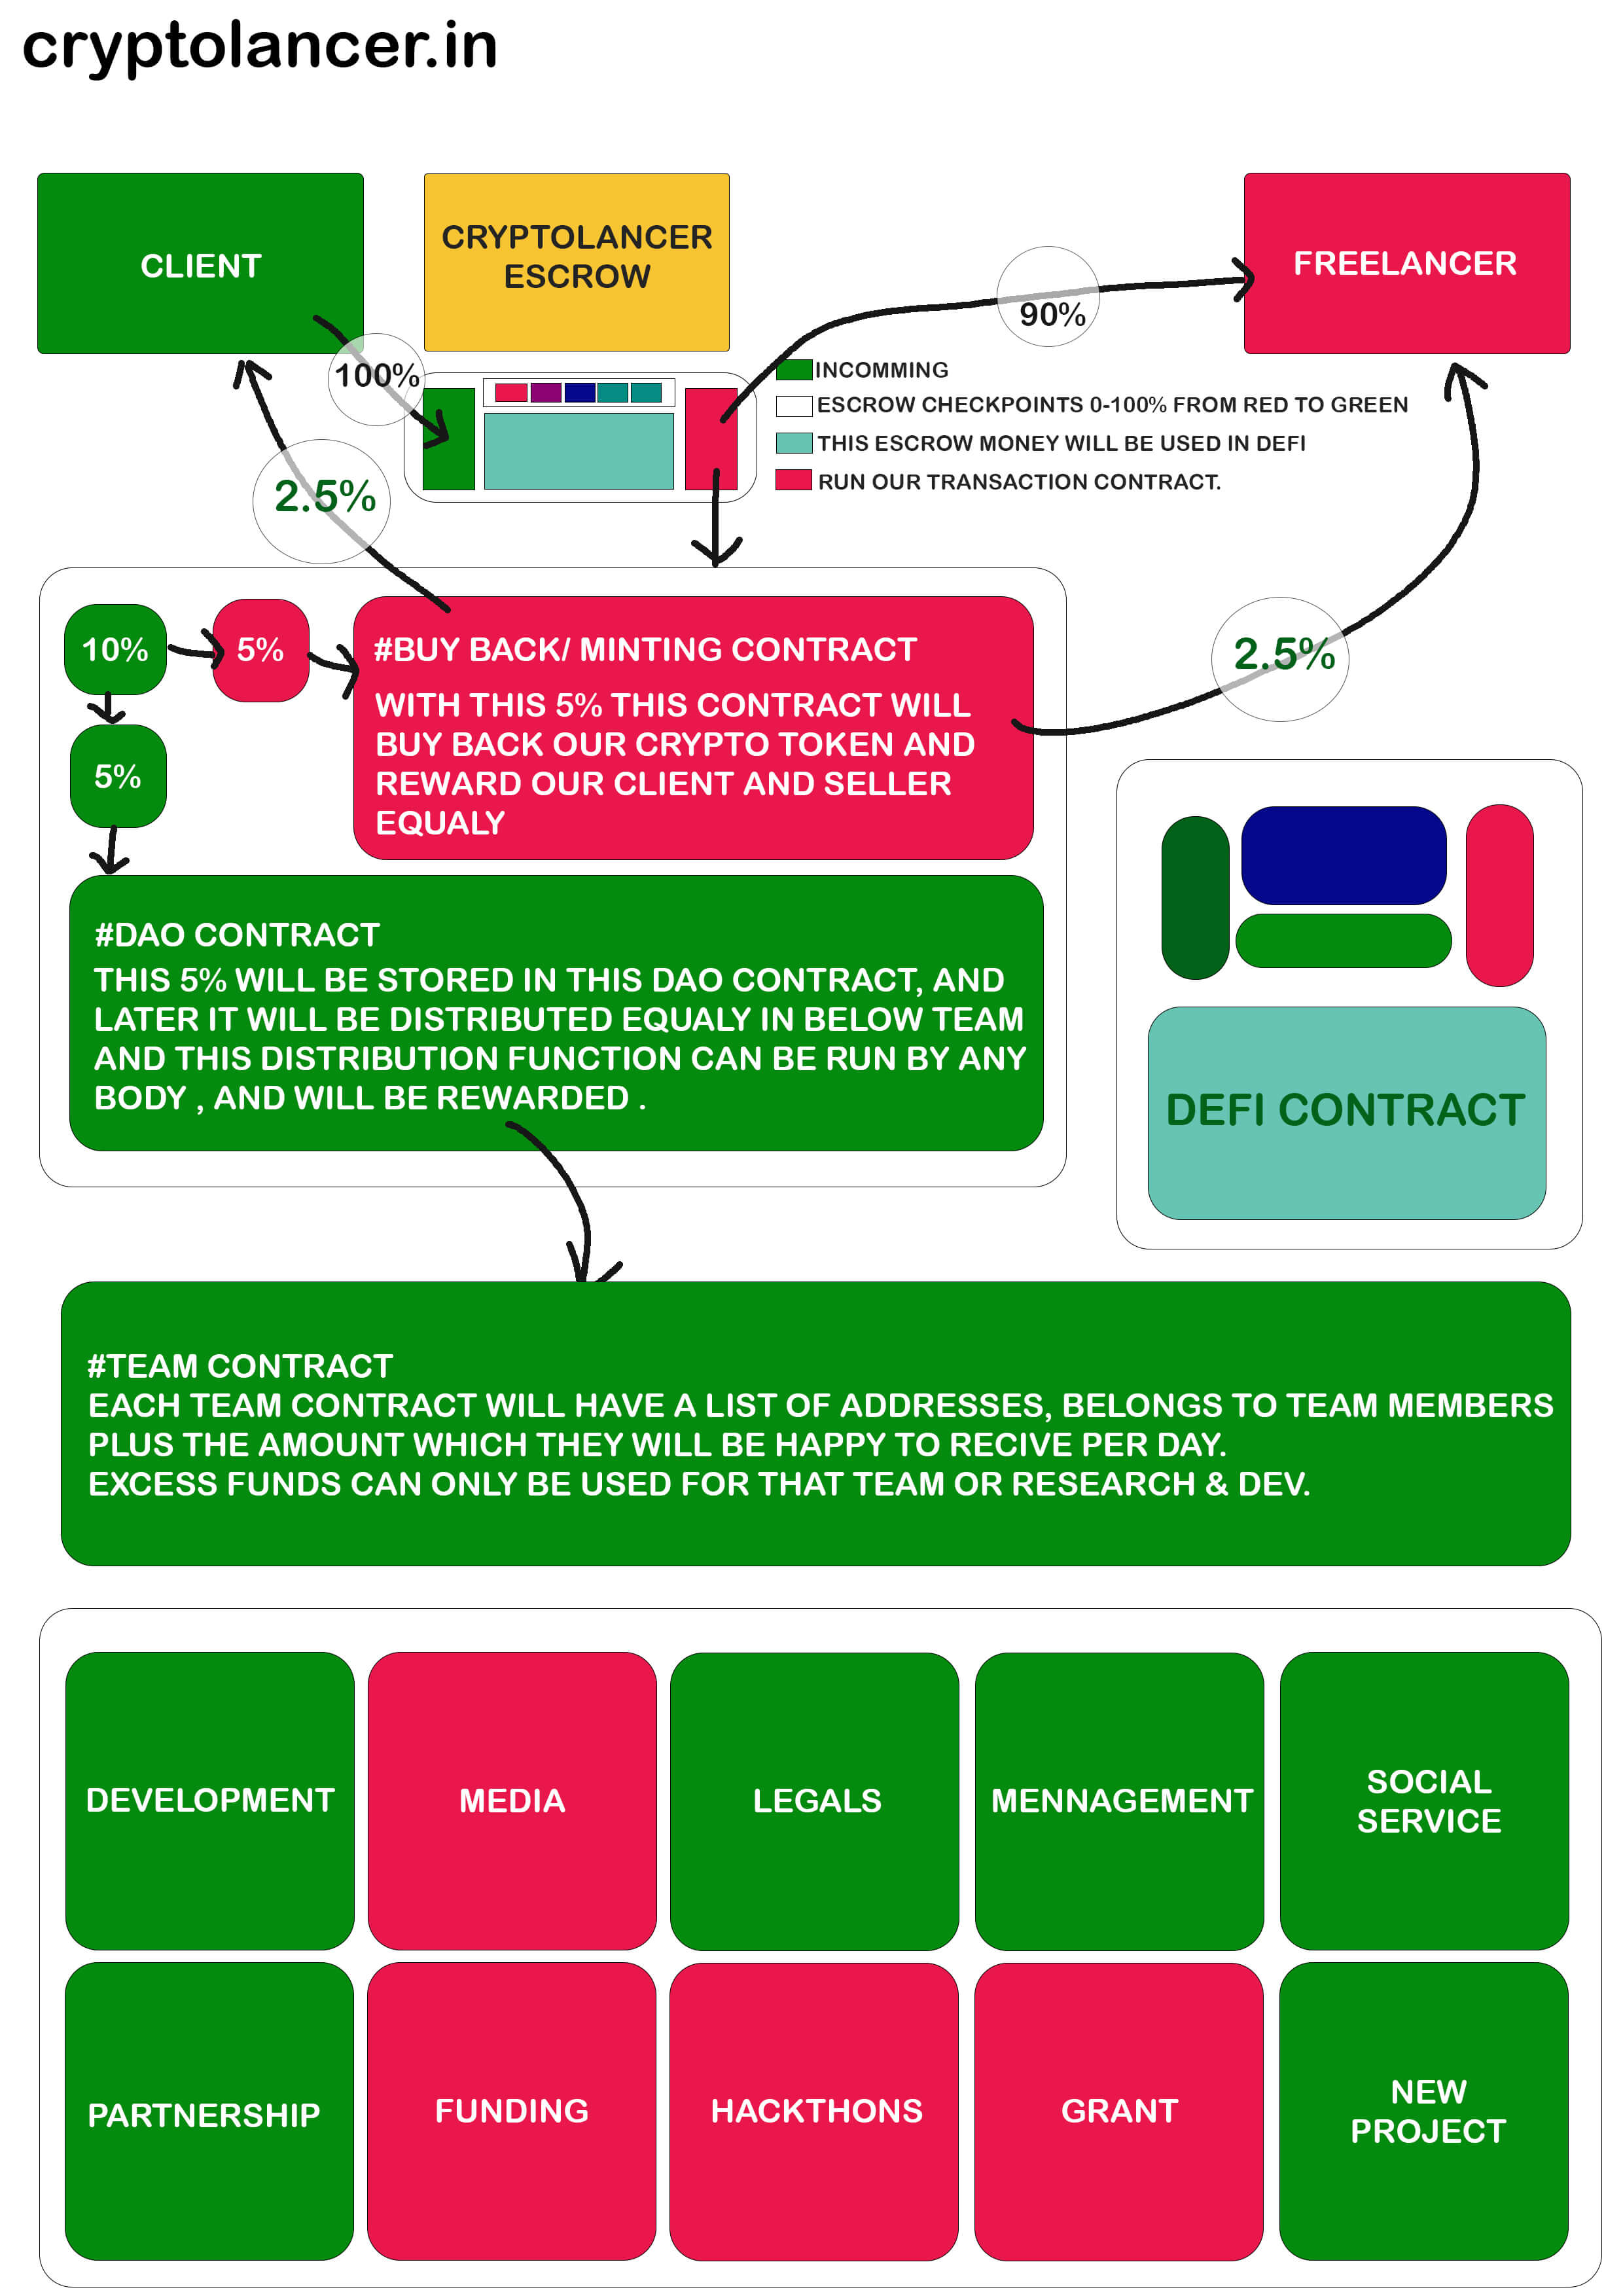 cryptolancer.in
CLIENT
CRYPTOLANCER
ESCROW
FREELANCER
90%
100%
INCOMMING
ESCROW CHECKPOINTS 0-100% FROM RED TO GREEN
THIS ESCROW MONEY WILL BE USED IN DEFI
RUN OUR TRANSACTION CONTRACT.
2.5%
10%
5%
#BUY BACK/ MINTING CONTRACT
WITH THIS 5% THIS CONTRACT WILL
BUY BACK OUR CRYPTO TOKEN AND
REWARD OUR CLIENT AND SELLER
EQUALY
2.5%
5%
#DAO CONTRACT
THIS 5% WILL BE STORED IN THIS DAO CONTRACT, AND
LATER IT WILL BE DISTRIBUTED EQUALY IN BELOW TEAM
AND THIS DISTRIBUTION FUNCTION CAN BE RUN BY ANY
BODY , AND WILL BE REWARDED .
DEFI CONTRACT
#TEAM CONTRACT
EACH TEAM CONTRACT WILL HAVE A LIST OF ADDRESSES, BELONGS TO TEAM MEMBERS
PLUS THE AMOUNT WHICH THEY WILL BE HAPPY TO RECIVE PER DAY.
EXCESS FUNDS CAN ONLY BE USED FOR THAT TEAM OR RESEARCH & DEV.
DEVELOPMENT
MEDIA
LEGALS
MENNAGEMENT
SOCIAL
SERVICE
PARTNERSHIP
FUNDING
HACKTHONS
GRANT
NEW
PROJECT